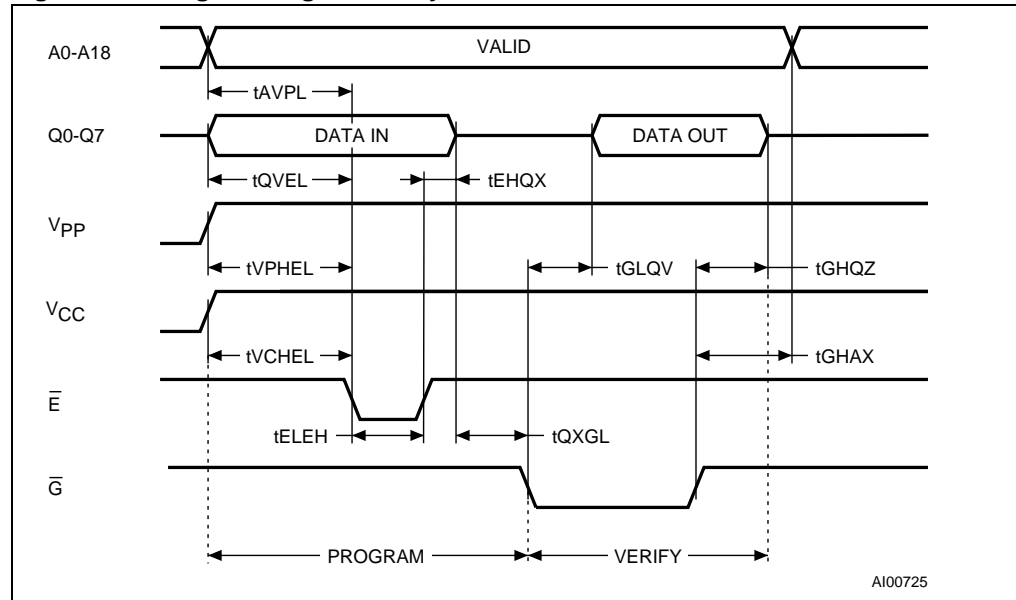 A0-A18
VALID
tAVPL
Q0-Q7
DATA IN
DATA OUT
tQVEL
tEHQX
VPP
tVPHEL
tGLQV
tGHQZ
VCC
tVCHEL
tGHAX
E̅
tELEH
tQXGL
G̅
PROGRAM
VERIFY
AI00725